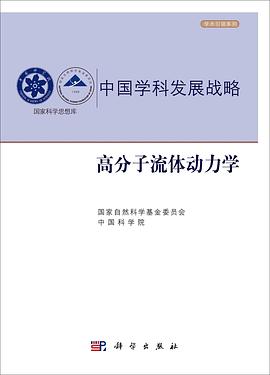 学术引领系列
中国学科发展战略
国家科学思想库
高分子流体动力学
国家自然科学基金委员会
中国科学院
科学出版社